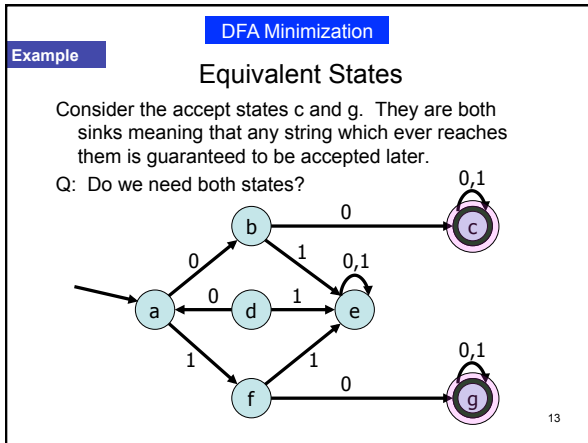 DFA Minimization
Example
Equivalent States
Consider the accept states c and g. They are both
sinks meaning that any string which ever reaches
them is guaranteed to be accepted later.
Q: Do we need both states?
0,1
b
0
c
0
1
0,1
a
0
d
1
e
1
1
0,1
f
0
g
13